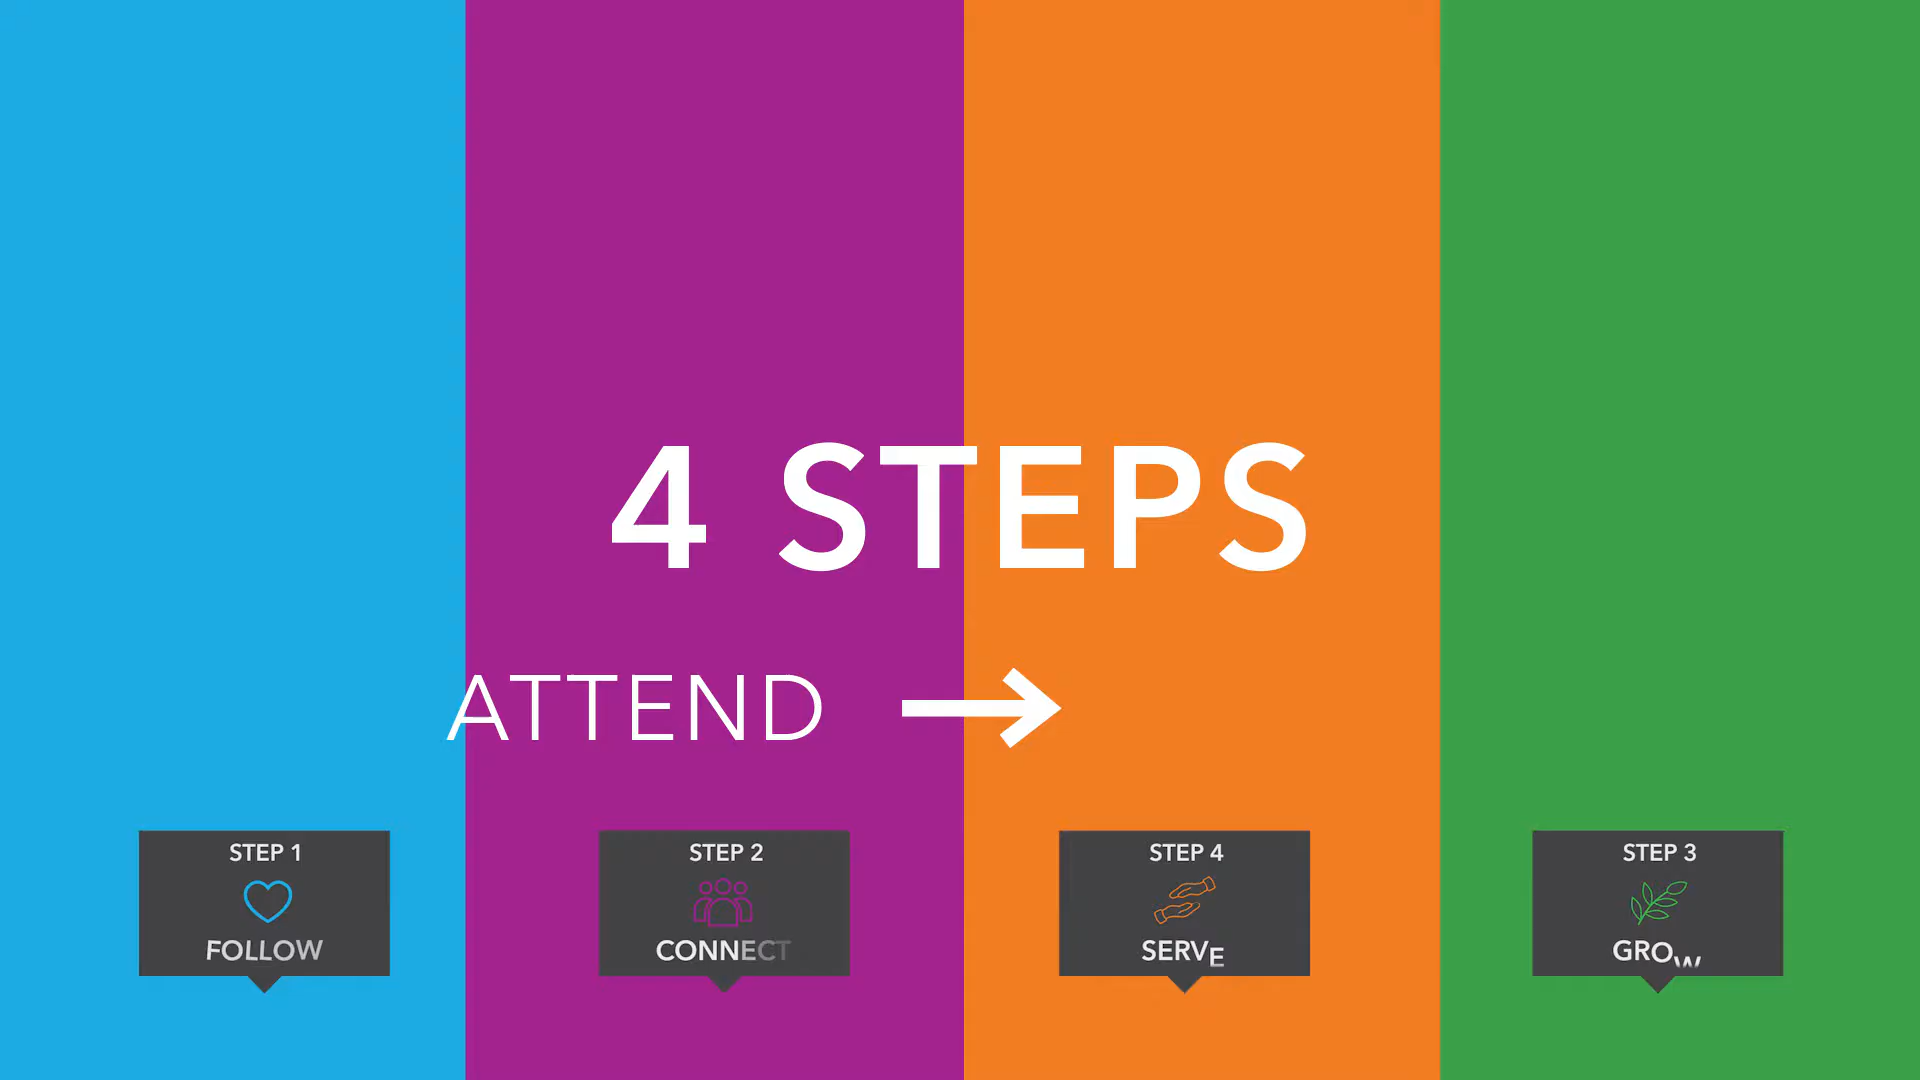 4 STEPS
ATTEND
STEP 1
FOLLOW
STEP 2
CONNECT
STEP 4
SERVE
STEP 3
GROW